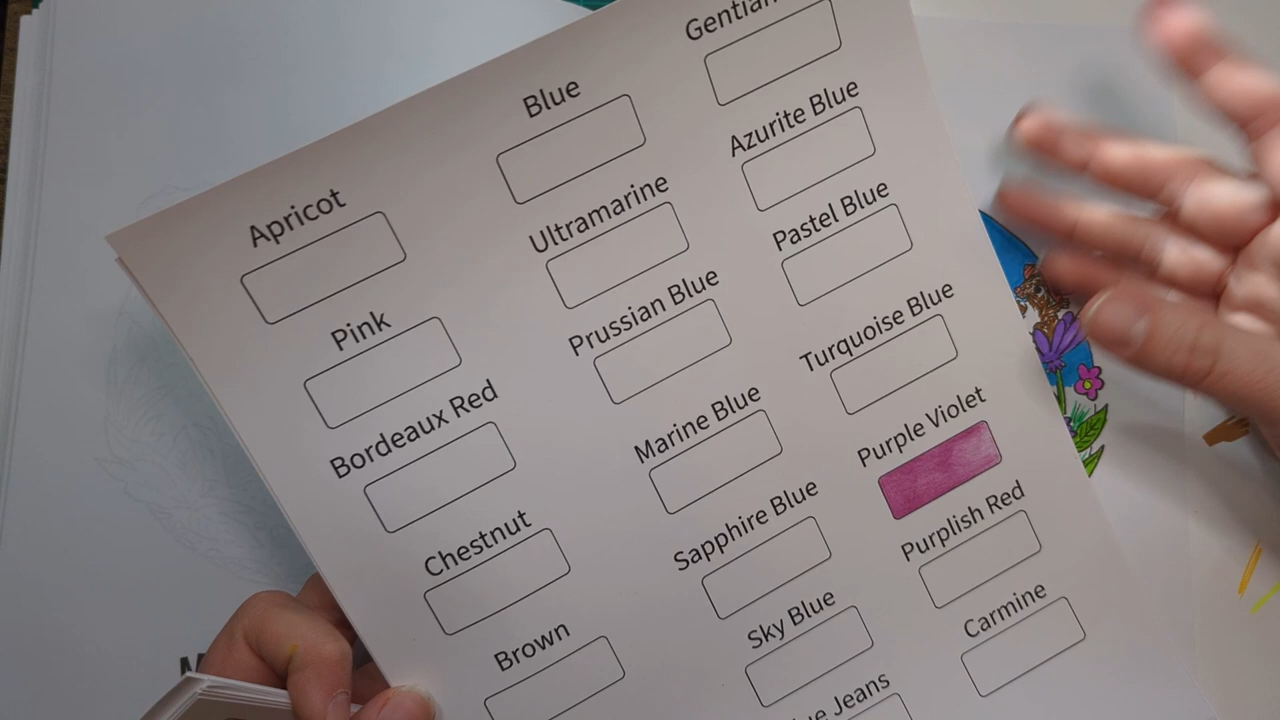 Apricot
Pink
Bordeaux Red
Chestnut
Brown
Blue
Ultramarine
Prussian Blue
Marine Blue
Sapphire Blue
Sky Blue
Jeans
Gentian
Azurite Blue
Pastel Blue
Turquoise Blue
Purple Violet
Purplish Red
Carmine